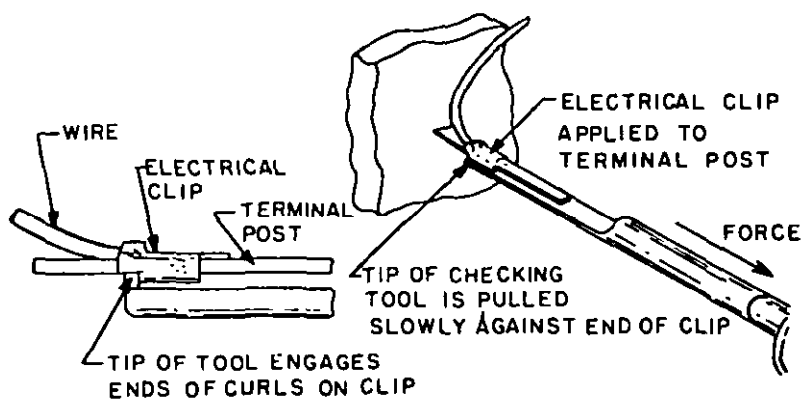 WIRE
ELECTRICAL
CLIP
TERMINAL
POST
TIP OF TOOL ENGAGES
ENDS OF CURLS ON CLIP
ELECTRICAL CLIP
APPLIED TO
TERMINAL POST
FORCE
TIP OF CHECKING
TOOL IS PULLED
SLOWLY AGAINST END OF CLIP